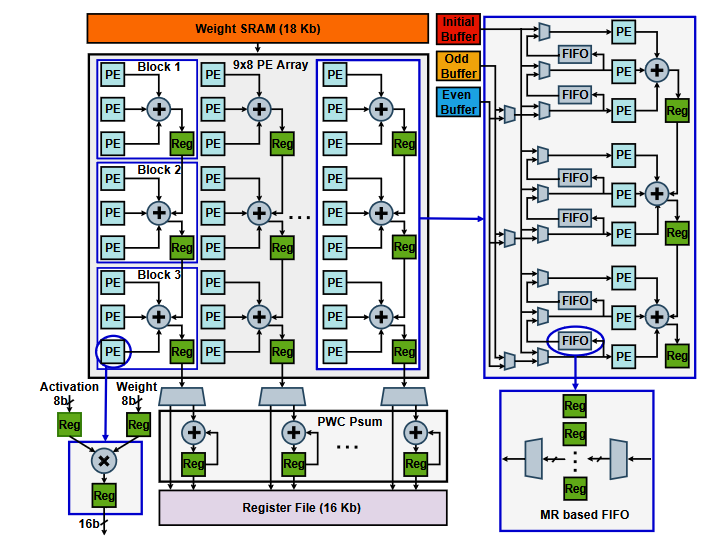 Weight SRAM (18 Kb)
Initial
Buffer
Odd
Buffer
Even
Buffer
Block 1
9x8 PE Array
PE
PE
PE
PE
PE
PE
PE
PE
PE
Reg
Reg
Reg
Block 2
PE
PE
PE
PE
PE
PE
PE
PE
PE
Reg
Reg
Reg
Block 3
PE
PE
PE
PE
PE
PE
PE
PE
PE
Reg
Reg
Reg
PE
FIFO
PE
FIFO
PE
Reg
PE
FIFO
PE
FIFO
PE
Reg
PE
FIFO
PE
FIFO
PE
Reg
Activation
8b
Weight
8b
Reg
Reg
Reg
16b
PWC Psum
Reg
Reg
Reg
Register File (16 Kb)
Reg
Reg
Reg
MR based FIFO